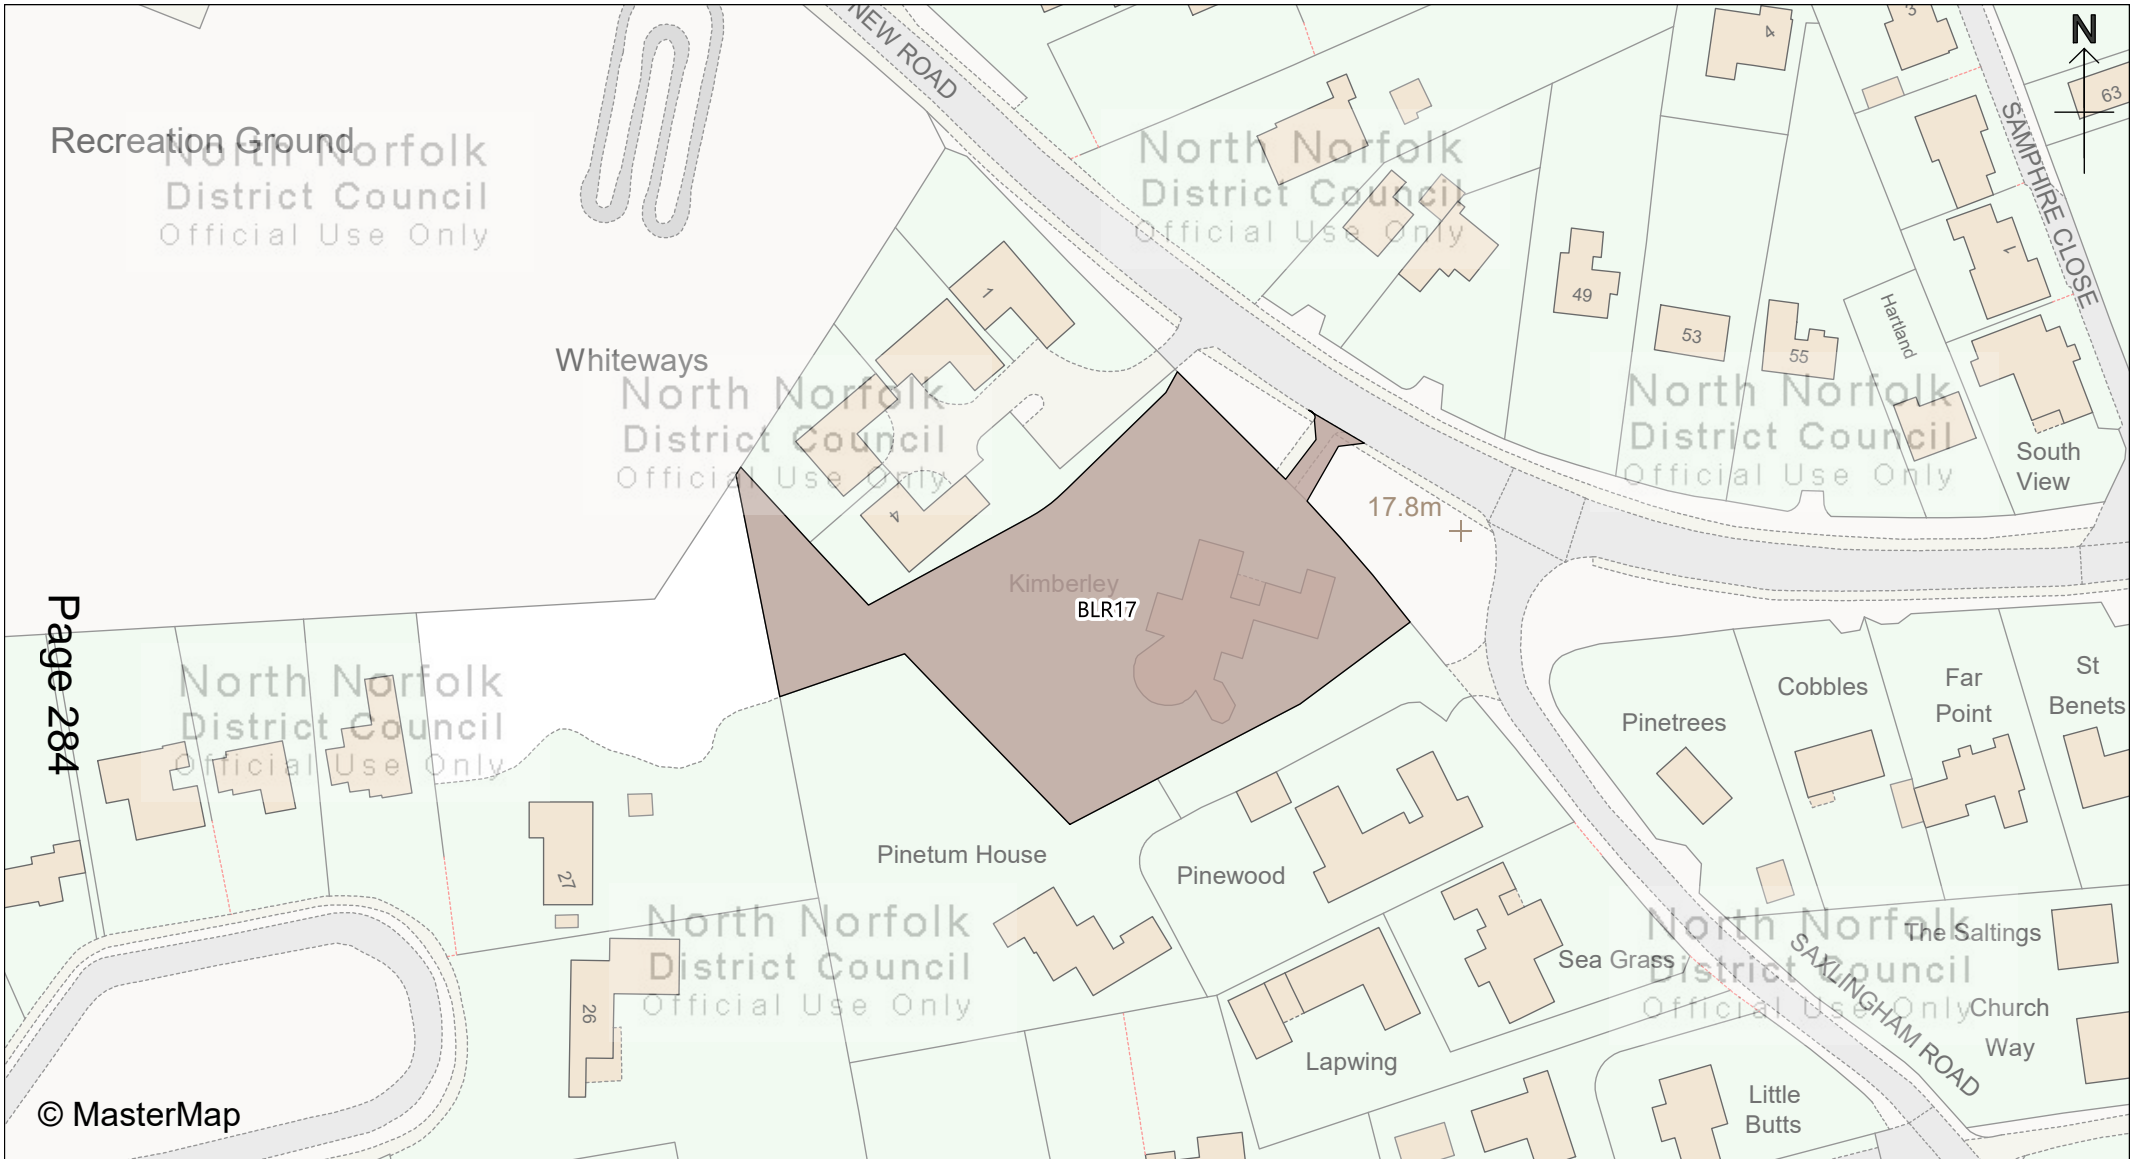 NEW ROAD
4
3
N
63
Recreation Ground
North Norfolk
District Council
Official Use Only
North Norfolk
District Council
Official Use Only
SAMPHIRE CLOSE
1
1
49
53
55
Hartland
Whiteways
North Norfolk
District Council
Official Use Only
North Norfolk
District Council
Official Use Only
South
View
4
17.8m
Kimberley
BLR17
Page 284
North Norfolk
District Council
Official Use Only
Pinetrees
Cobbles
Far
Point
St
Benets
27
Pinetum House
Pinewood
North Norfolk
District Council
Official Use Only
26
Sea Grass
North Norfolk
District Council
Official Use Only
The Saltings
SAXLINGHAM ROAD
Church
Way
Lapwing
Little
Butts
© MasterMap